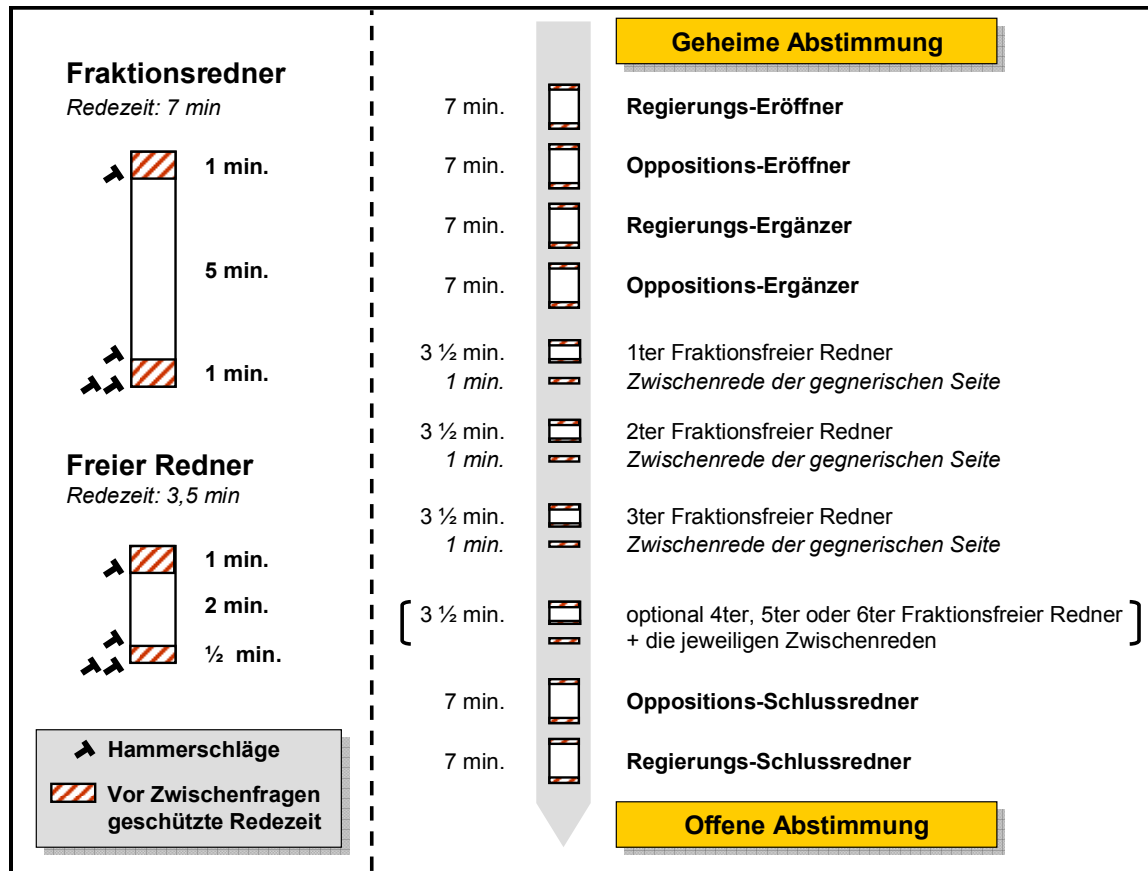 Fraktionsredner
Redezeit: 7 min
1 min.
5 min.
1 min.
Freier Redner
Redezeit: 3,5 min
1 min.
2 min.
½ min.
Hammerschläge
Vor Zwischenfragen
geschützte Redezeit
Geheime Abstimmung
7 min. Regierungs-Eröffner
7 min. Oppositions-Eröffner
7 min. Regierungs-Ergänzer
7 min. Oppositions-Ergänzer
3 ½ min. 1ter Fraktionsfreier Redner
1 min. Zwischenrede der gegnerischen Seite
3 ½ min. 2ter Fraktionsfreier Redner
1 min. Zwischenrede der gegnerischen Seite
3 ½ min. 3ter Fraktionsfreier Redner
1 min. Zwischenrede der gegnerischen Seite
3 ½ min. optional 4ter, 5ter oder 6ter Fraktionsfreier Redner
+ die jeweiligen Zwischenreden
7 min. Oppositions-Schlussredner
7 min. Regierungs-Schlussredner
Offene Abstimmung